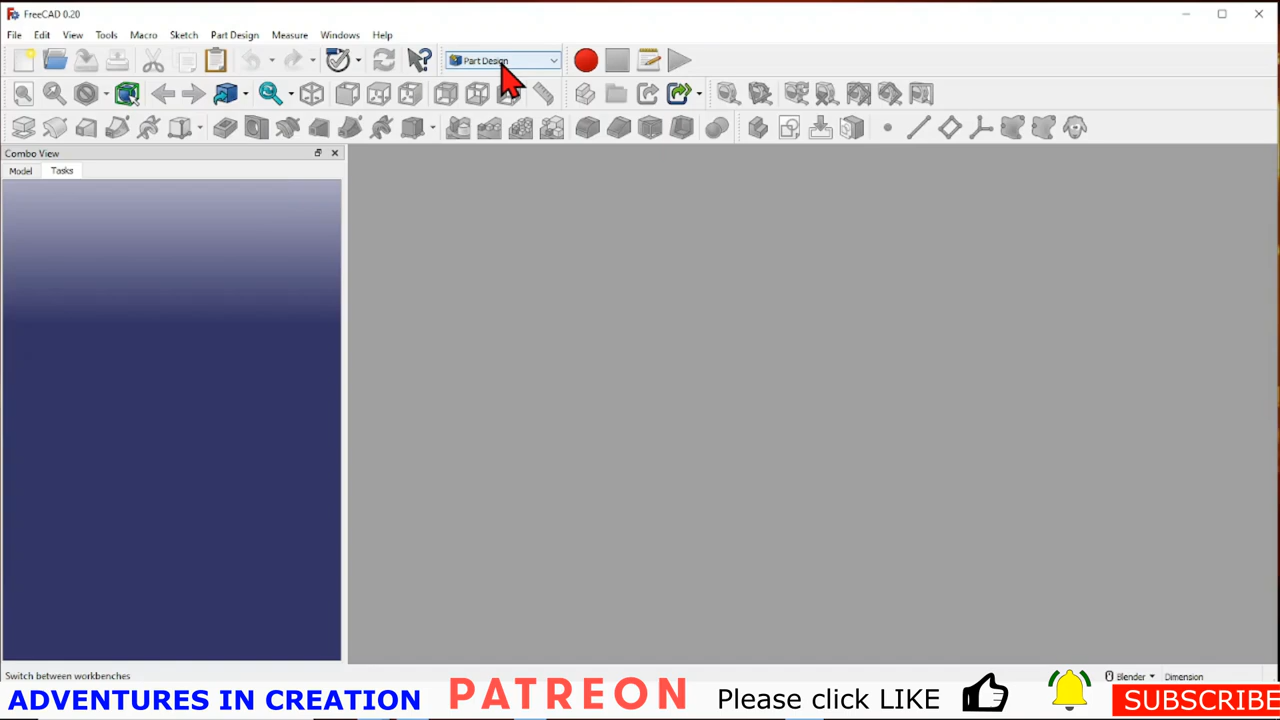 FreeCAD 0.20
File Edit View Tools Macro Sketch Part Design Measure Windows Help
Part Design
Combo View
Model Tasks
Switch between workbenches
Blender Dimension
ADVENTURES IN CREATION PATREON Please click LIKE SUBSCRIBE